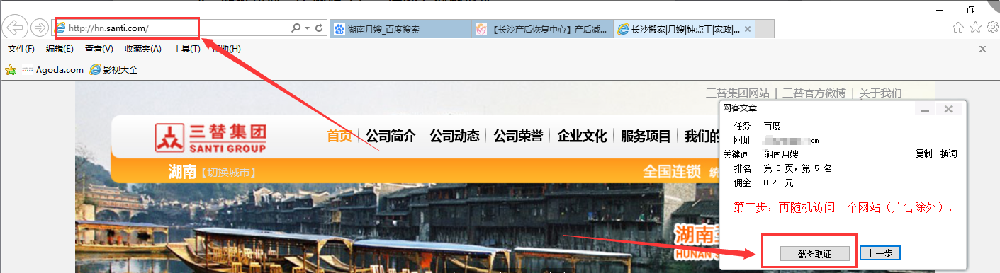 http://hn.santi.com/
湖南月嫂_百度搜索
【长沙产后恢复中心】产后减...
长沙搬家|月嫂|钟点工|家政|...
文件(F) 编辑(E) 查看(V) 收藏夹(A) 工具(T) 帮助(H)
Agoda.com 影视大全
三替集团网站 | 三替官方微博 | 关于我们
三替集团
SANTI GROUP
首页 公司简介 公司动态 公司荣誉 企业文化 服务项目 我们的
湖南【切换城市】
全国连锁 统
湖南三
HUNAN S
网客文章
任务: 百度
网址: om
关键词: 湖南月嫂 复制 换词
排名: 第 5 页，第 5 名
佣金: 0.23 元
第三步：再随机访问一个网站（广告除外）。
截图取证 上一步